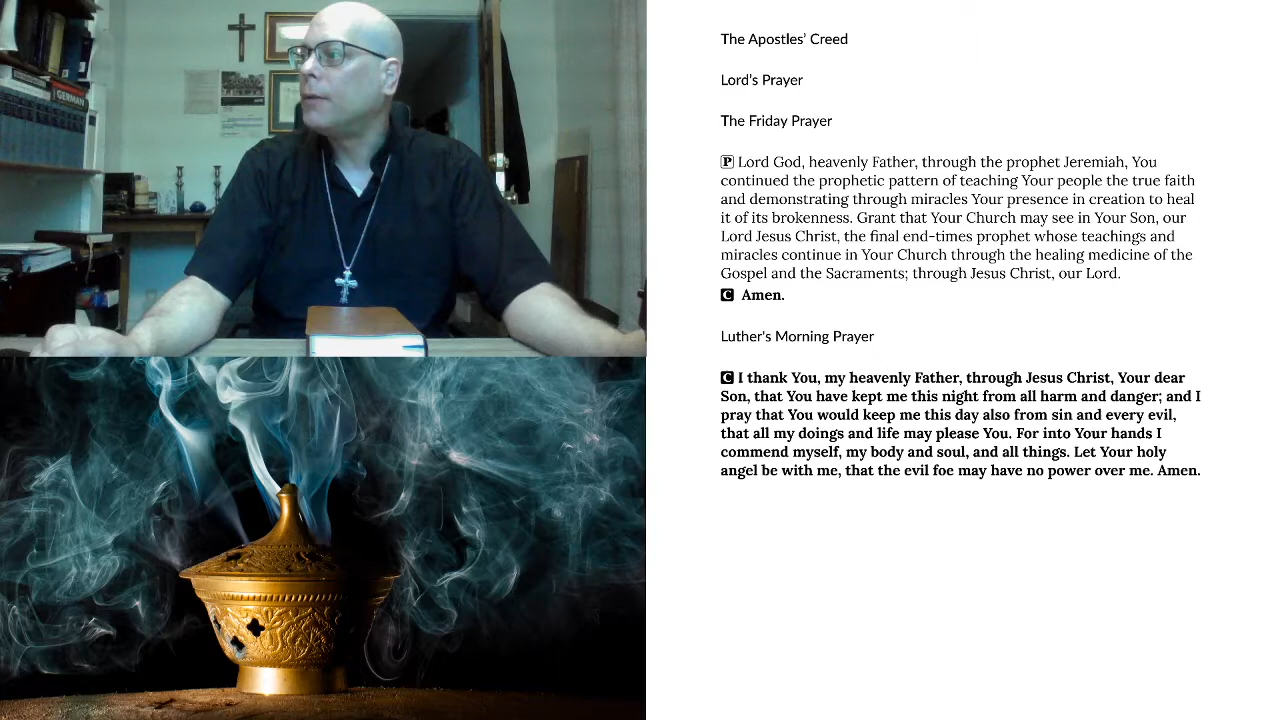 GERMAN
The Apostles’ Creed
Lord’s Prayer
The Friday Prayer
P Lord God, heavenly Father, through the prophet Jeremiah, You
continued the prophetic pattern of teaching Your people the true faith
and demonstrating through miracles Your presence in creation to heal
it of its brokenness. Grant that Your Church may see in Your Son, our
Lord Jesus Christ, the final end-times prophet whose teachings and
miracles continue in Your Church through the healing medicine of the
Gospel and the Sacraments; through Jesus Christ, our Lord.
C Amen.
Luther's Morning Prayer
C I thank You, my heavenly Father, through Jesus Christ, Your dear
Son, that You have kept me this night from all harm and danger; and I
pray that You would keep me this day also from sin and every evil,
that all my doings and life may please You. For into Your hands I
commend myself, my body and soul, and all things. Let Your holy
angel be with me, that the evil foe may have no power over me. Amen.